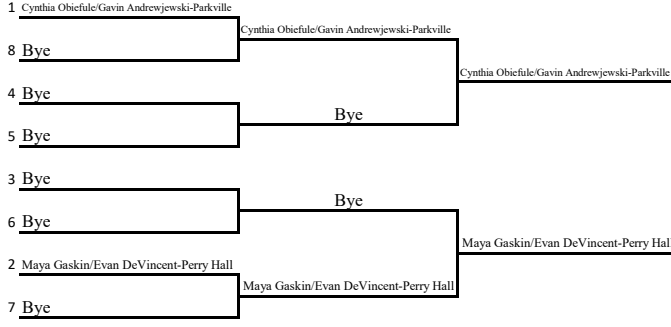 1 Cynthia Obiefule/Gavin Andrewjewski-Parkville
Cynthia Obiefule/Gavin Andrewjewski-Parkville
8 Bye
Cynthia Obiefule/Gavin Andrewjewski-Parkville
4 Bye
Bye
5 Bye
3 Bye
Bye
6 Bye
Maya Gaskin/Evan DeVincent-Perry Hall
2 Maya Gaskin/Evan DeVincent-Perry Hall
Maya Gaskin/Evan DeVincent-Perry Hall
7 Bye